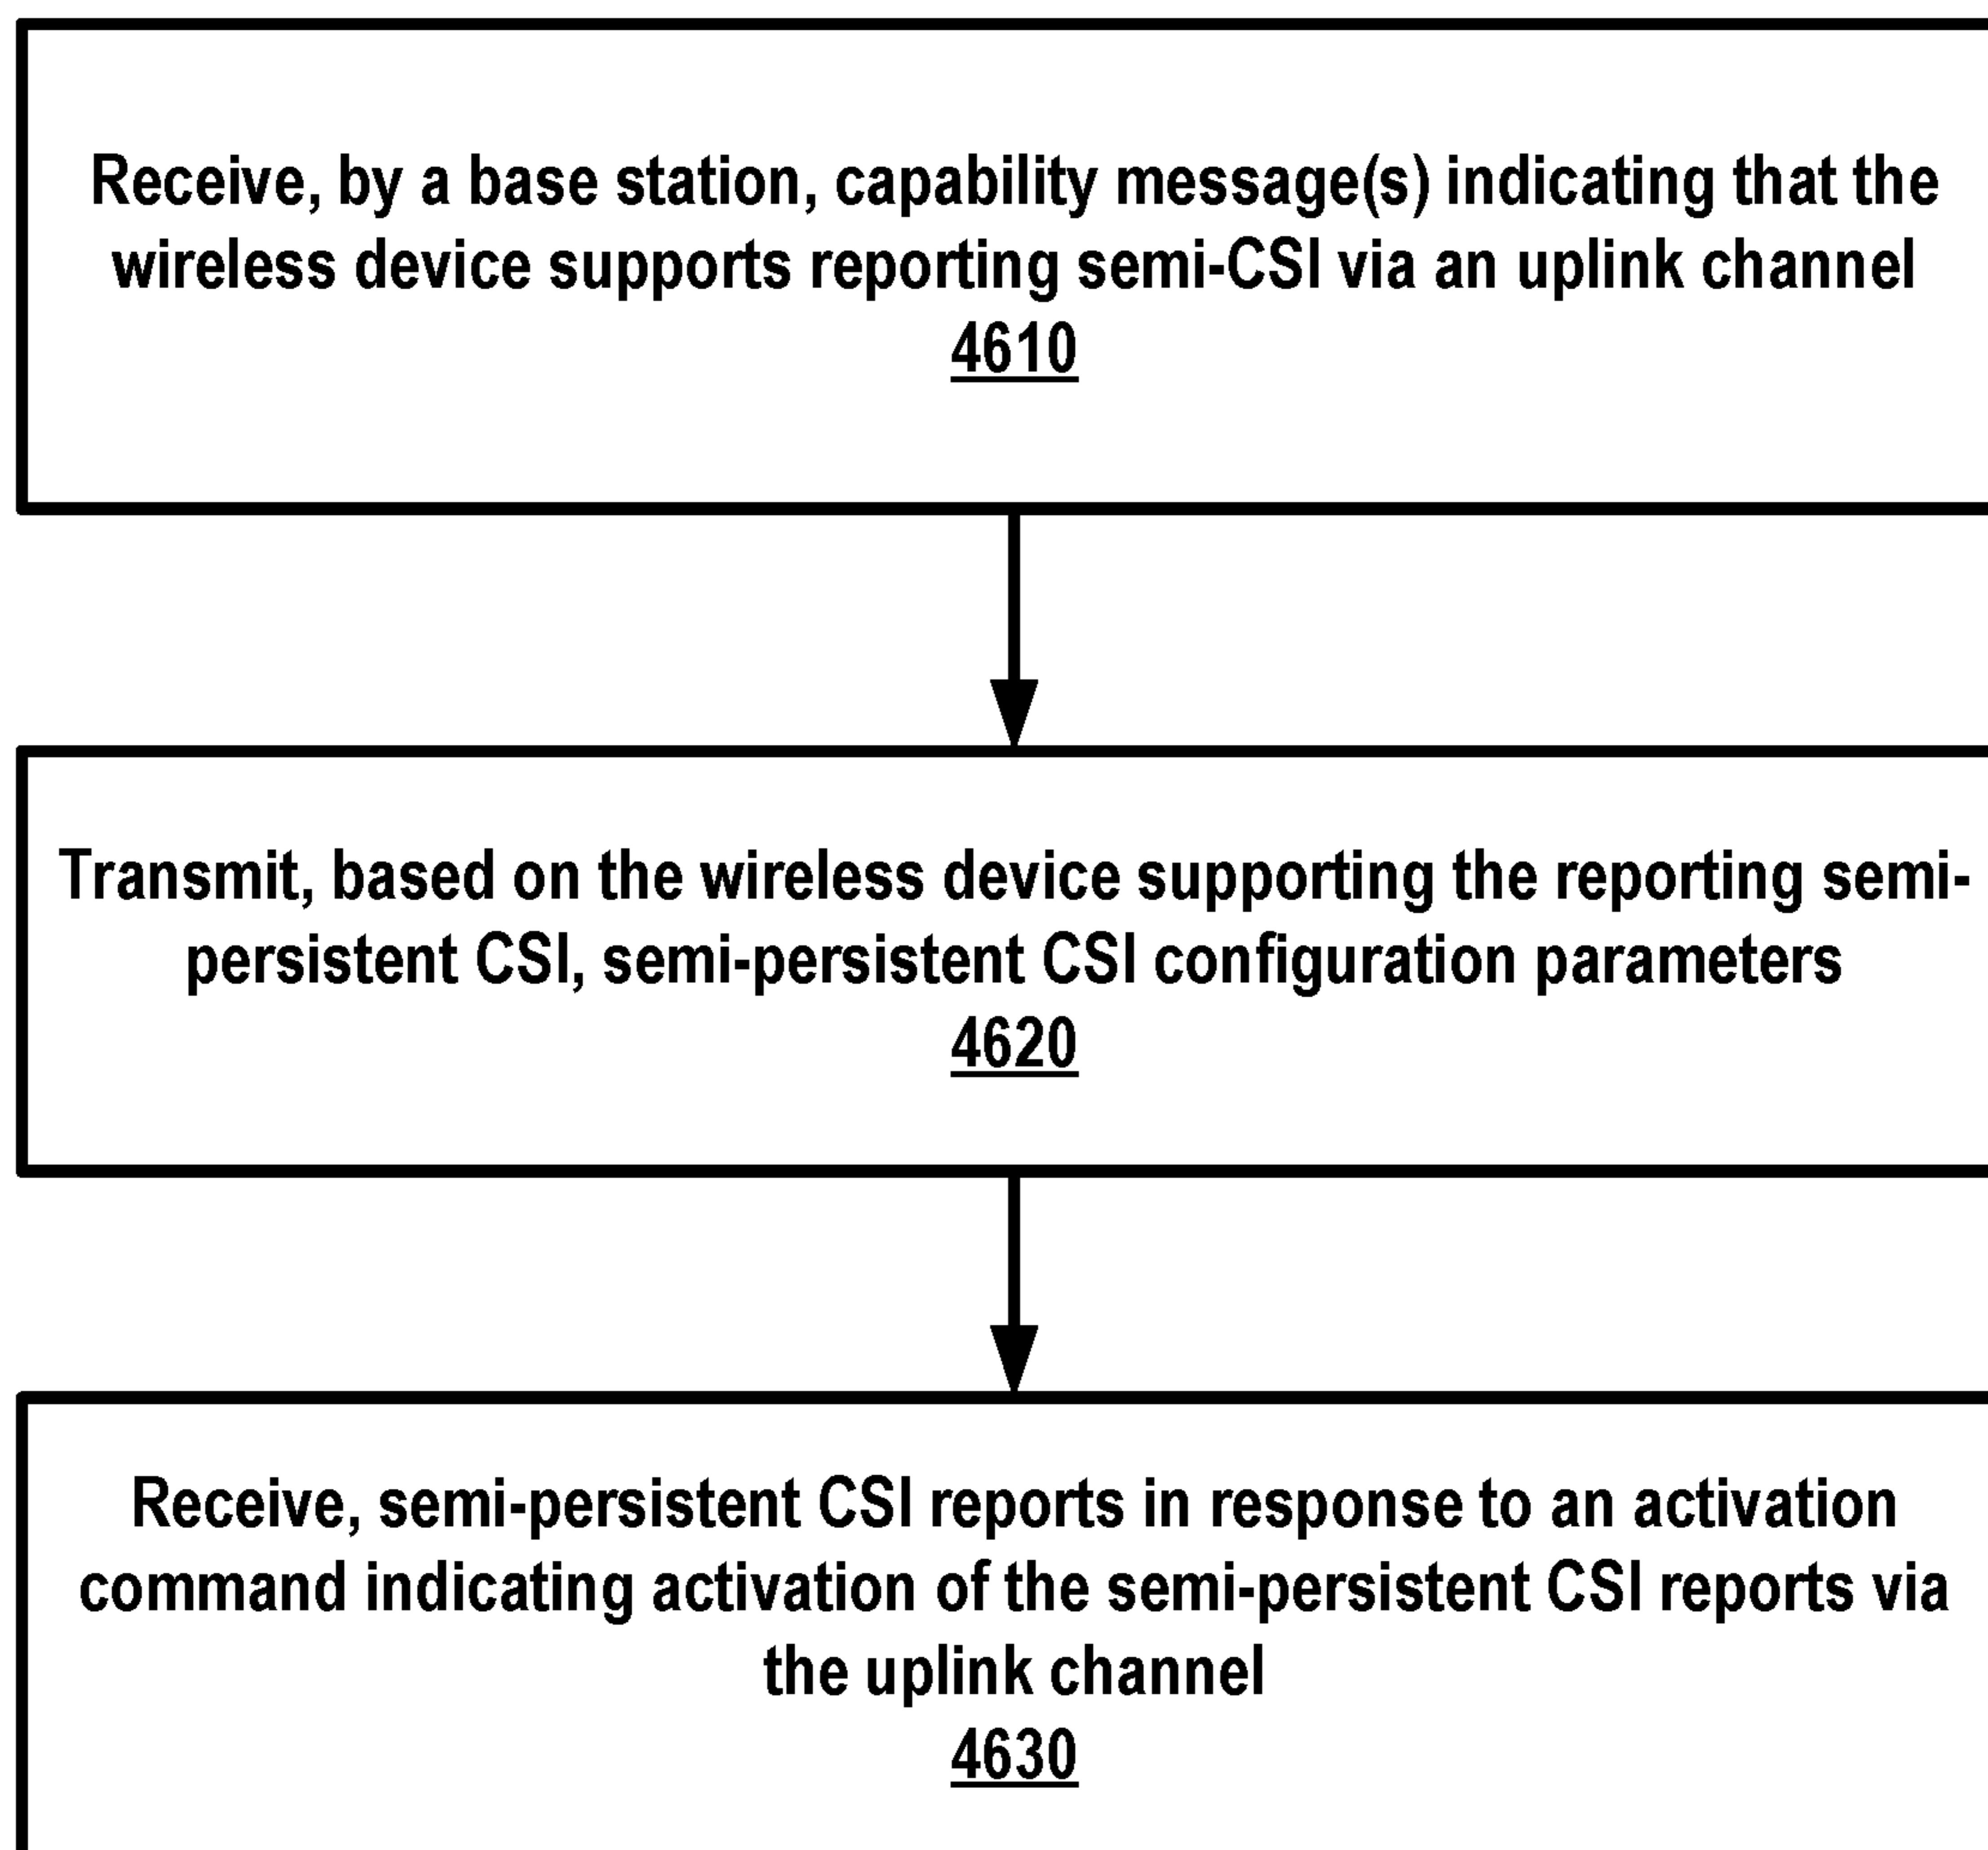 Receive, by a base station, capability message(s) indicating that the
wireless device supports reporting semi-CSI via an uplink channel
4610
Transmit, based on the wireless device supporting the reporting semi-
persistent CSI, semi-persistent CSI configuration parameters
4620
Receive, semi-persistent CSI reports in response to an activation
command indicating activation of the semi-persistent CSI reports via
the uplink channel
4630